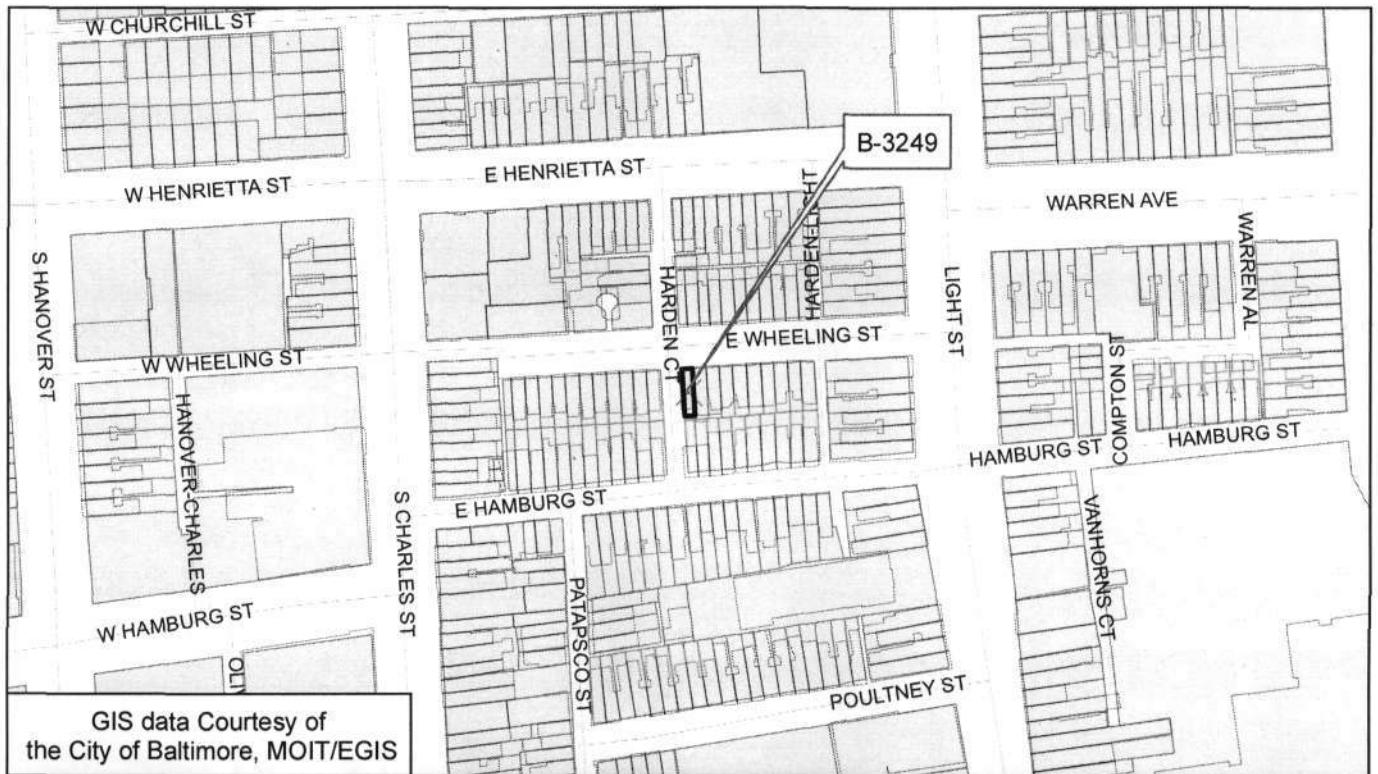 W CHURCHILL ST
B-3249
E HENRIETTA ST
W HENRIETTA ST
HARDEN-LIGHT
WARREN AVE
WARREN AL
S HANOVER ST
HARDEN CT
LIGHT ST
E WHEELING ST
W WHEELING ST
COMPTON ST
HANOVER-CHARLES
HAMBURG ST
HAMBURG ST
E HAMBURG ST
S CHARLES ST
VANHORNS CT
PATAPSCO ST
W HAMBURG ST
OLI
POULTNEY ST
GIS data Courtesy of
the City of Baltimore, MOIT/EGIS